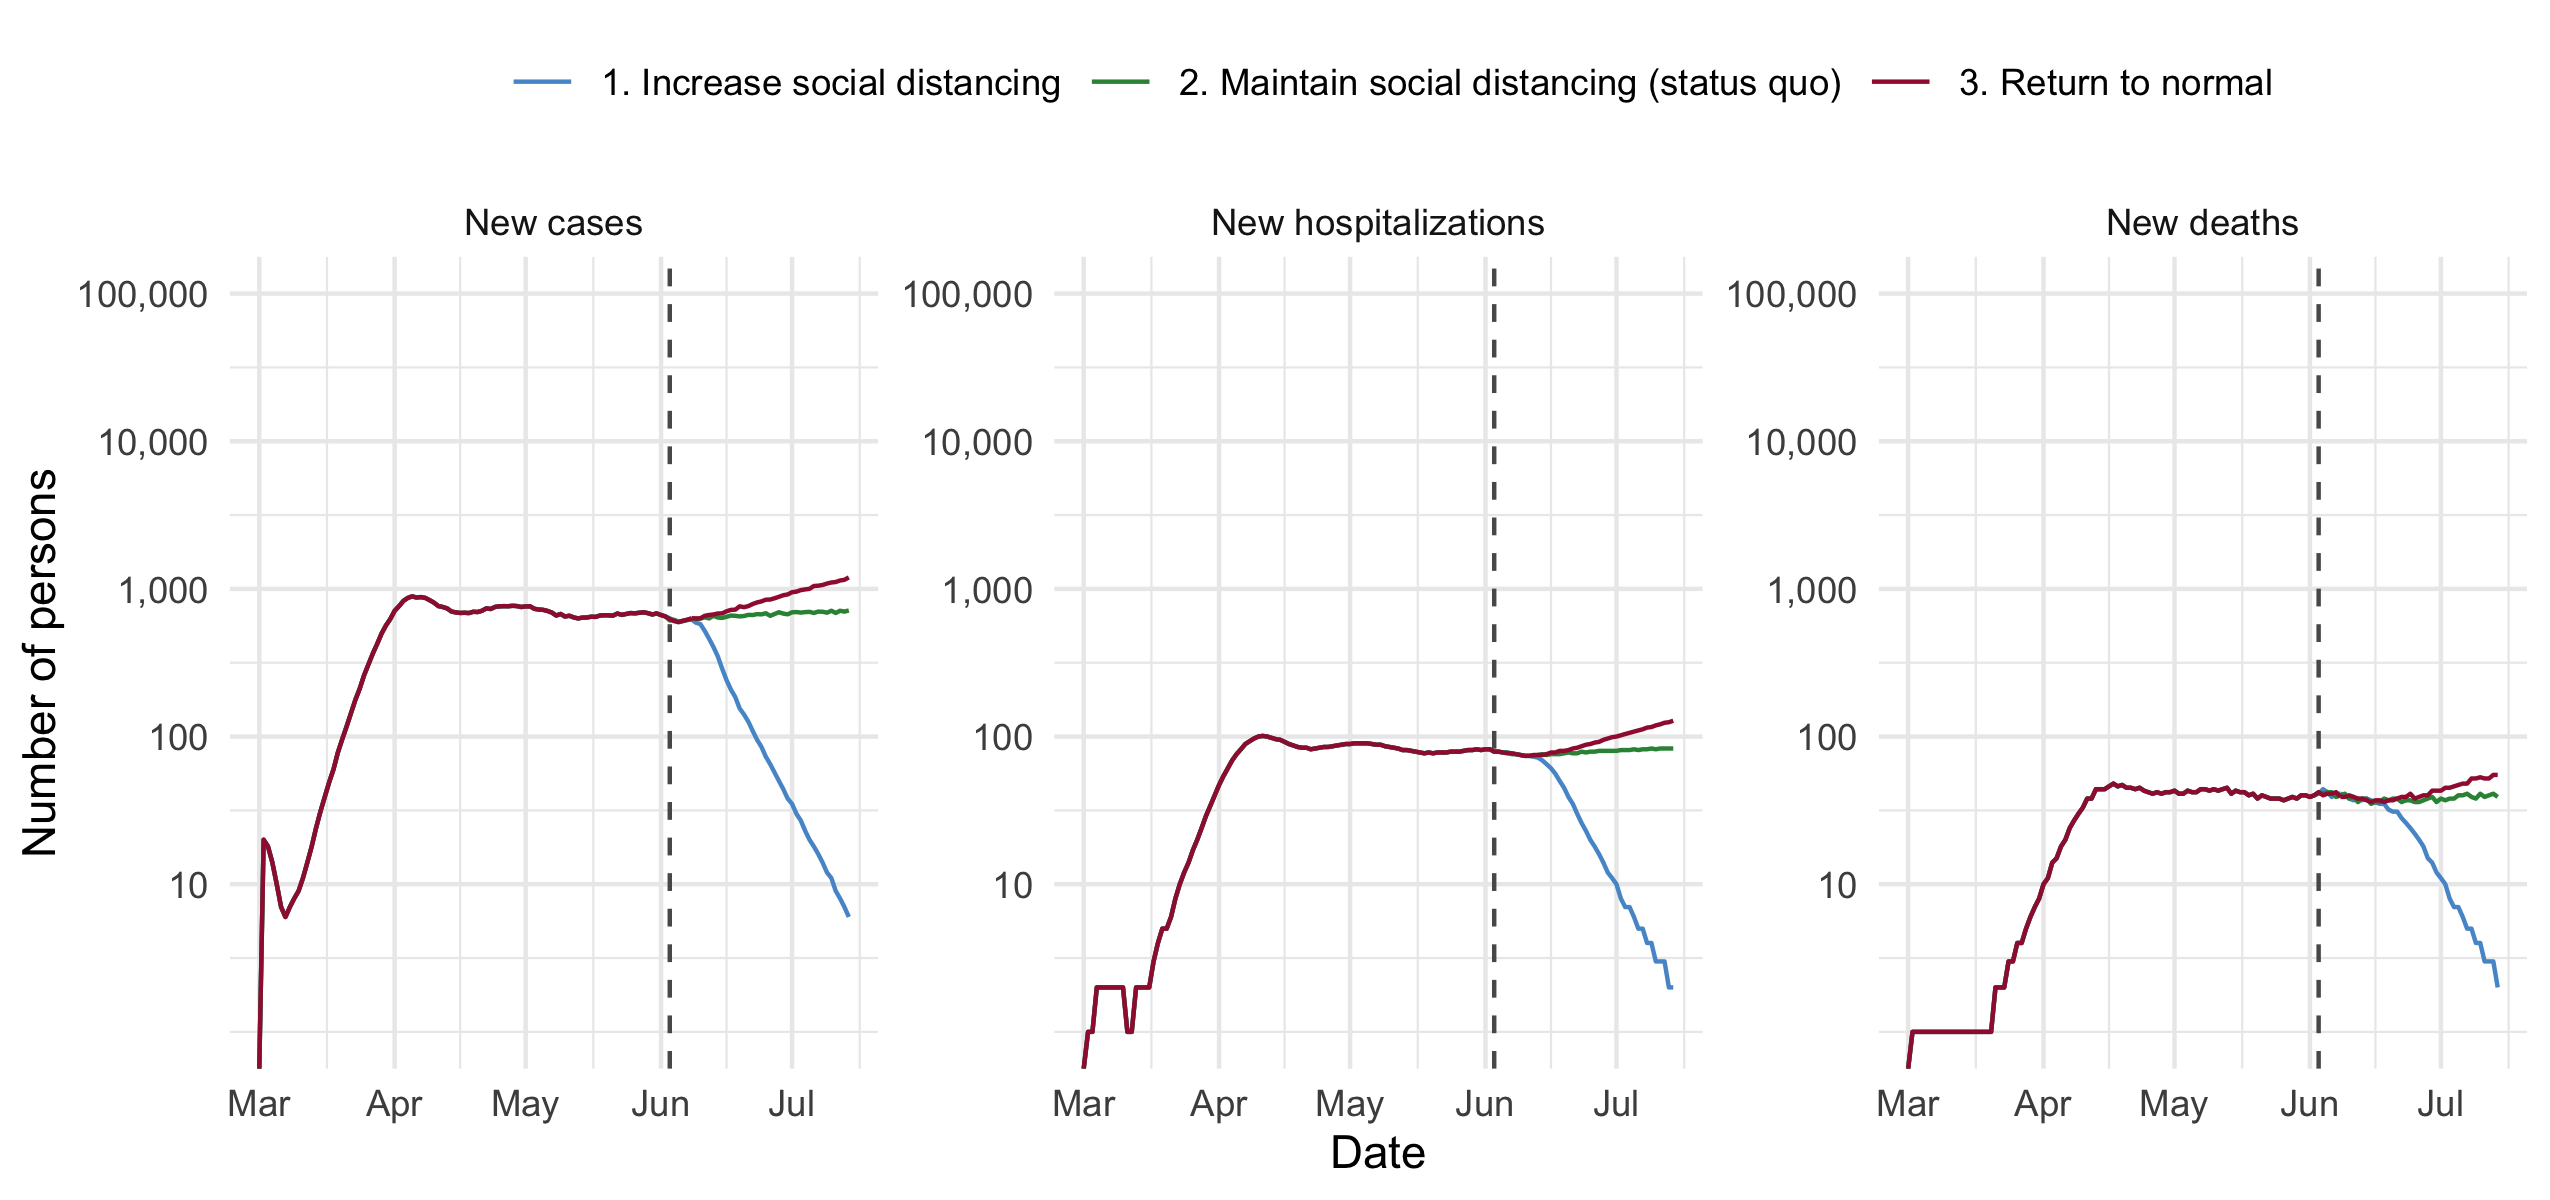 1. Increase social distancing 2. Maintain social distancing (status quo) 3. Return to normal
New cases New hospitalizations New deaths
Number of persons
100,000 100,000 100,000
10,000 10,000 10,000
1,000 1,000 1,000
100 100 100
10 10 10
Mar Apr May Jun Jul Mar Apr May Jun Jul Mar Apr May Jun Jul
Date